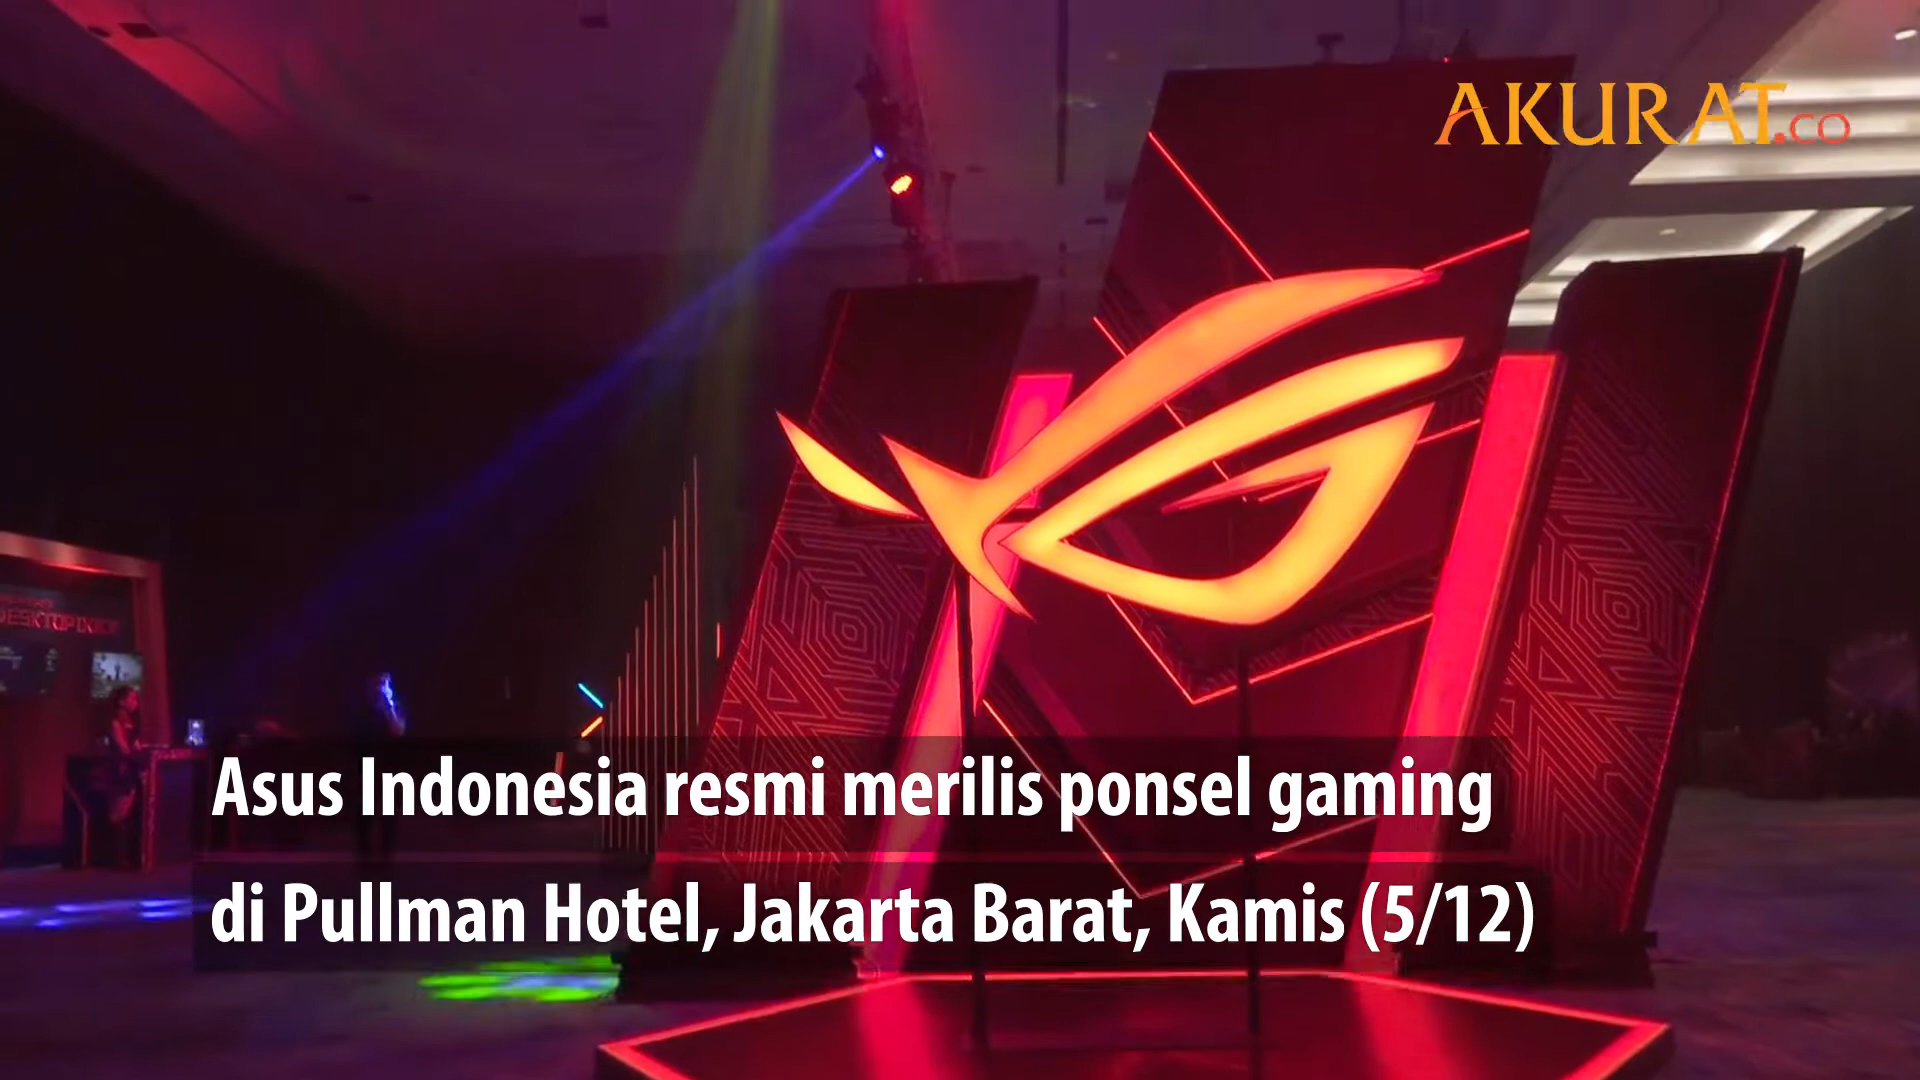 AKURAT.CO
Asus Indonesia resmi merilis ponsel gaming
di Pullman Hotel, Jakarta Barat, Kamis (5/12)